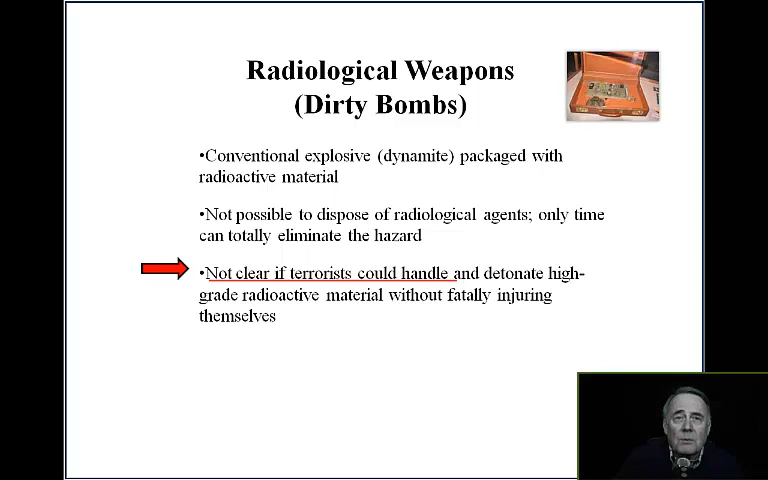 Radiological Weapons
(Dirty Bombs)
•Conventional explosive (dynamite) packaged with
radioactive material
•Not possible to dispose of radiological agents; only time
can totally eliminate the hazard
•Not clear if terrorists could handle and detonate high-
grade radioactive material without fatally injuring
themselves